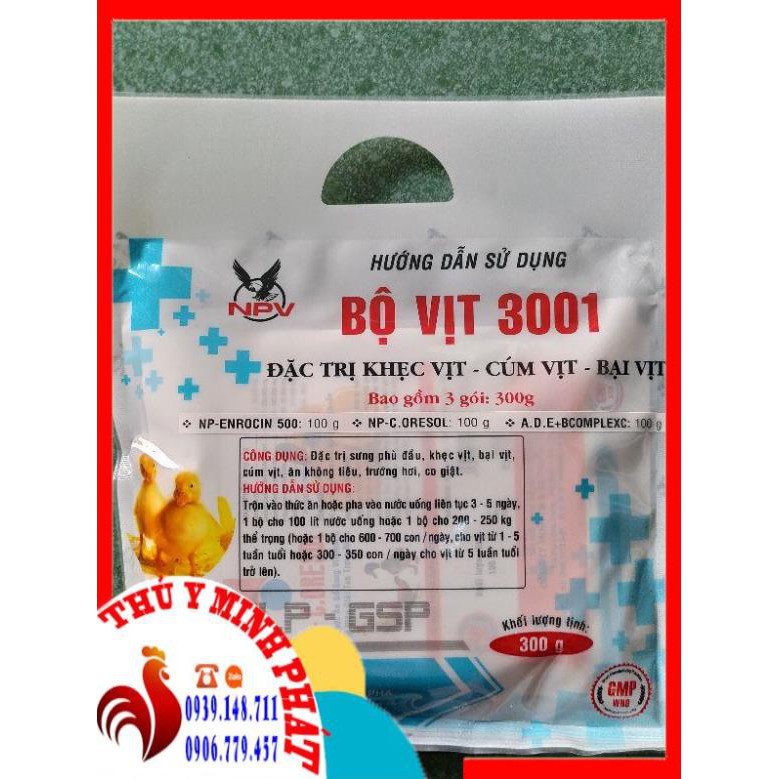 NPV
HƯỚNG DẪN SỬ DỤNG
BỘ VỊT 3001
ĐẶC TRỊ KHẸC VỊT - CÚM VỊT - BẠI VỊT
Bao gồm 3 gói: 300g
❖ NP-ENROCIN 500: 100 g ❖ NP-C.ORESOL: 100 g ❖ A.D.E+BCOMPLEXC: 100 g
CÔNG DỤNG: Đặc trị sưng phù đầu, khẹc vịt, bại vịt,
cúm vịt, ăn không tiêu, trướng hơi, co giật.
HƯỚNG DẪN SỬ DỤNG:
Trộn vào thức ăn hoặc pha vào nước uống liên tục 3 - 5 ngày,
1 bộ cho 100 lít nước uống hoặc 1 bộ cho 200 - 250 kg
thể trọng (hoặc 1 bộ cho 600 - 700 con / ngày, cho vịt từ 1 - 5
tuần tuổi hoặc 300 - 350 con / ngày cho vịt từ 5 tuần tuổi
trở lên).
LP - GSP
Khối lượng tịnh:
300 g
GMP
WHO
THÚ Y MINH PHÁT
Zalo
0939.148.711
0906.779.457